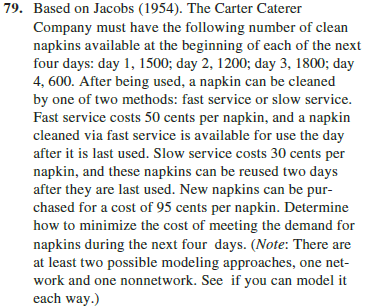 79. Based on Jacobs (1954). The Carter Caterer
Company must have the following number of clean
napkins available at the beginning of each of the next
four days: day 1, 1500; day 2, 1200; day 3, 1800; day
4, 600. After being used, a napkin can be cleaned
by one of two methods: fast service or slow service.
Fast service costs 50 cents per napkin, and a napkin
cleaned via fast service is available for use the day
after it is last used. Slow service costs 30 cents per
napkin, and these napkins can be reused two days
after they are last used. New napkins can be pur-
chased for a cost of 95 cents per napkin. Determine
how to minimize the cost of meeting the demand for
napkins during the next four days. (Note: There are
at least two possible modeling approaches, one net-
work and one nonnetwork. See if you can model it
each way.)